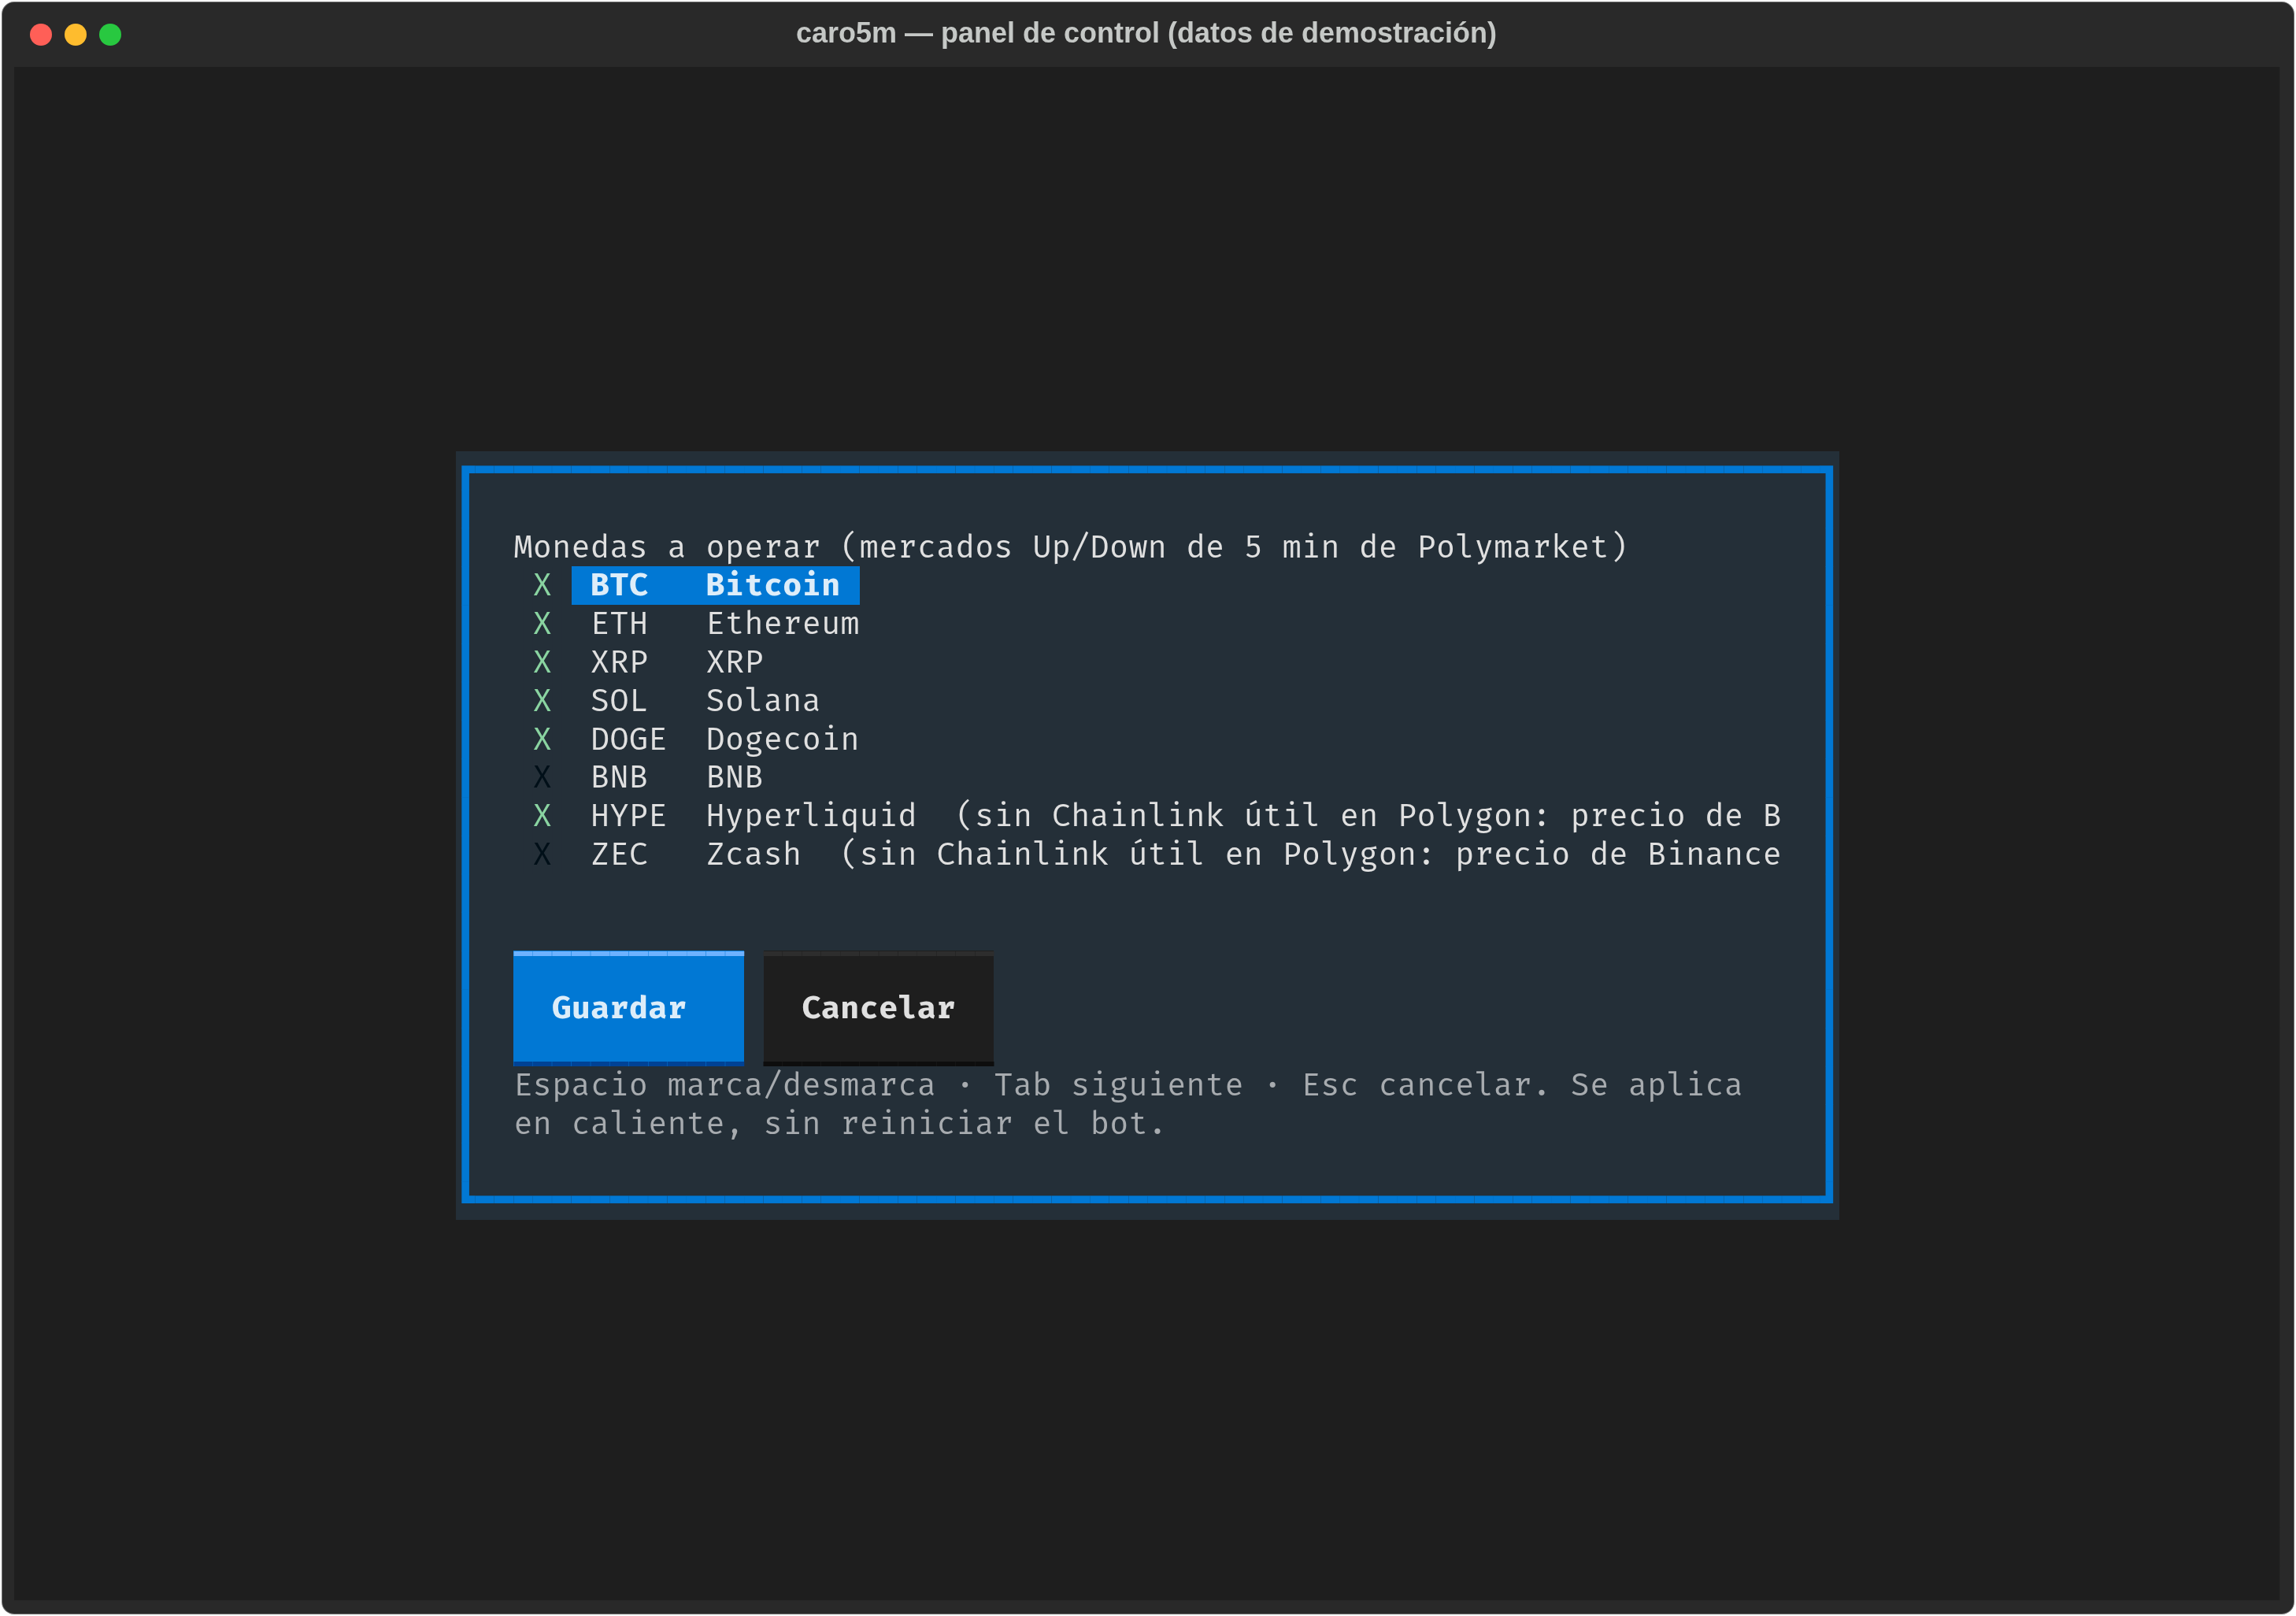 caro5m — panel de control (datos de demostración)
Monedas a operar (mercados Up/Down de 5 min de Polymarket)
X BTC Bitcoin
X ETH Ethereum
X XRP XRP
X SOL Solana
X DOGE Dogecoin
X BNB BNB
X HYPE Hyperliquid (sin Chainlink útil en Polygon: precio de B
X ZEC Zcash (sin Chainlink útil en Polygon: precio de Binance
Guardar Cancelar
Espacio marca/desmarca · Tab siguiente · Esc cancelar. Se aplica
en caliente, sin reiniciar el bot.